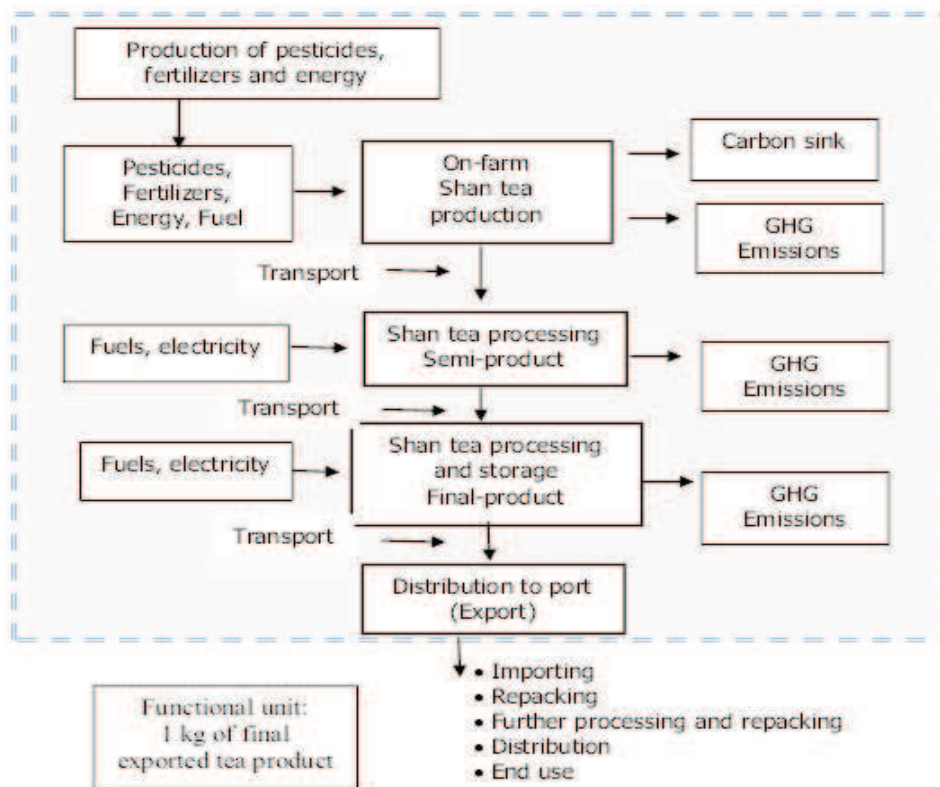 Production of pesticides,
fertilizers and energy
Pesticides,
Fertilizers,
Energy, Fuel
On-farm
Shan tea
production
Carbon sink
GHG
Emissions
Transport
Fuels, electricity
Shan tea processing
Semi-product
GHG
Emissions
Transport
Fuels, electricity
Shan tea processing
and storage
Final-product
GHG
Emissions
Transport
Distribution to port
(Export)
• Importing
• Repacking
• Further processing and repacking
• Distribution
• End use
Functional unit:
1 kg of final
exported tea product